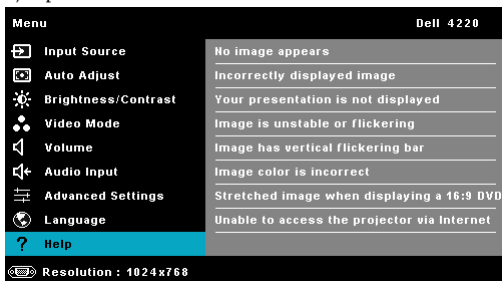 Menu Dell 4220
Input Source
Auto Adjust
Brightness/Contrast
Video Mode
Volume
Audio Input
Advanced Settings
Language
? Help
No image appears
Incorrectly displayed image
Your presentation is not displayed
Image is unstable or flickering
Image has vertical flickering bar
Image color is incorrect
Stretched image when displaying a 16:9 DVD
Unable to access the projector via Internet
Resolution : 1024x768